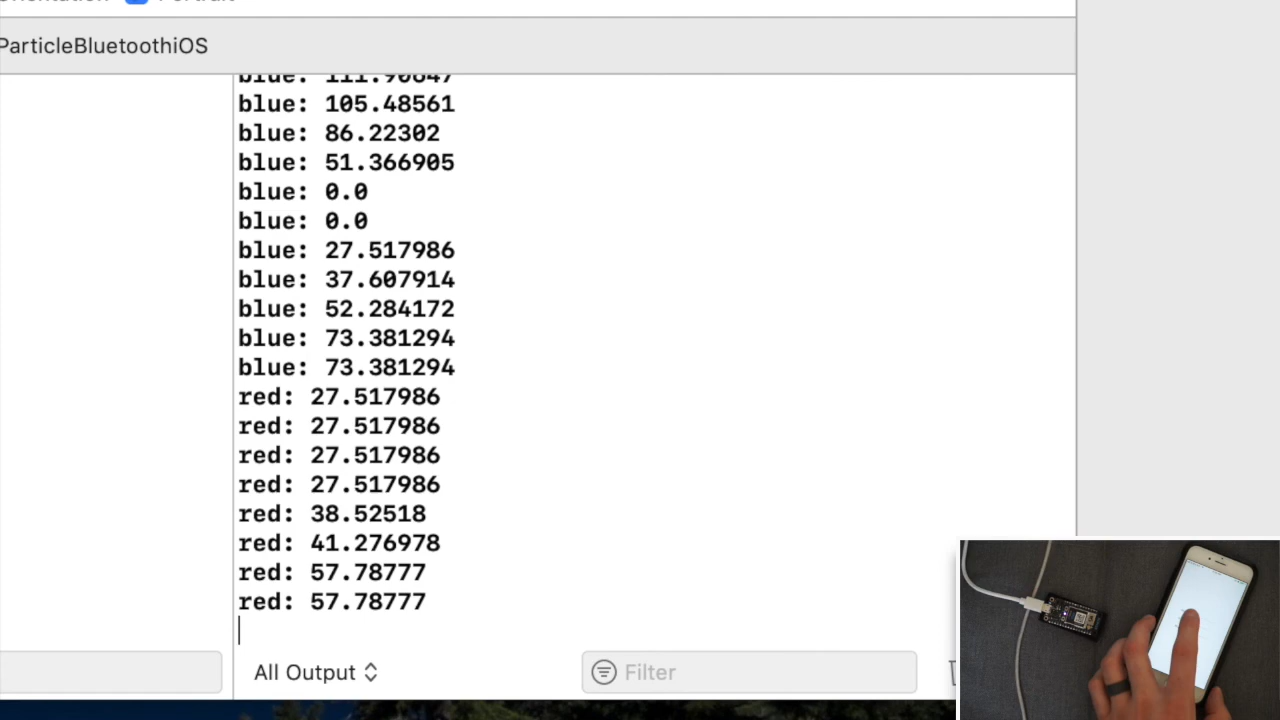 ParticleBluetoothiOS
blue: 111.90647
blue: 105.48561
blue: 86.22302
blue: 51.366905
blue: 0.0
blue: 0.0
blue: 27.517986
blue: 37.607914
blue: 52.284172
blue: 73.381294
blue: 73.381294
red: 27.517986
red: 27.517986
red: 27.517986
red: 27.517986
red: 38.52518
red: 41.276978
red: 57.78777
red: 57.78777
All Output
Filter